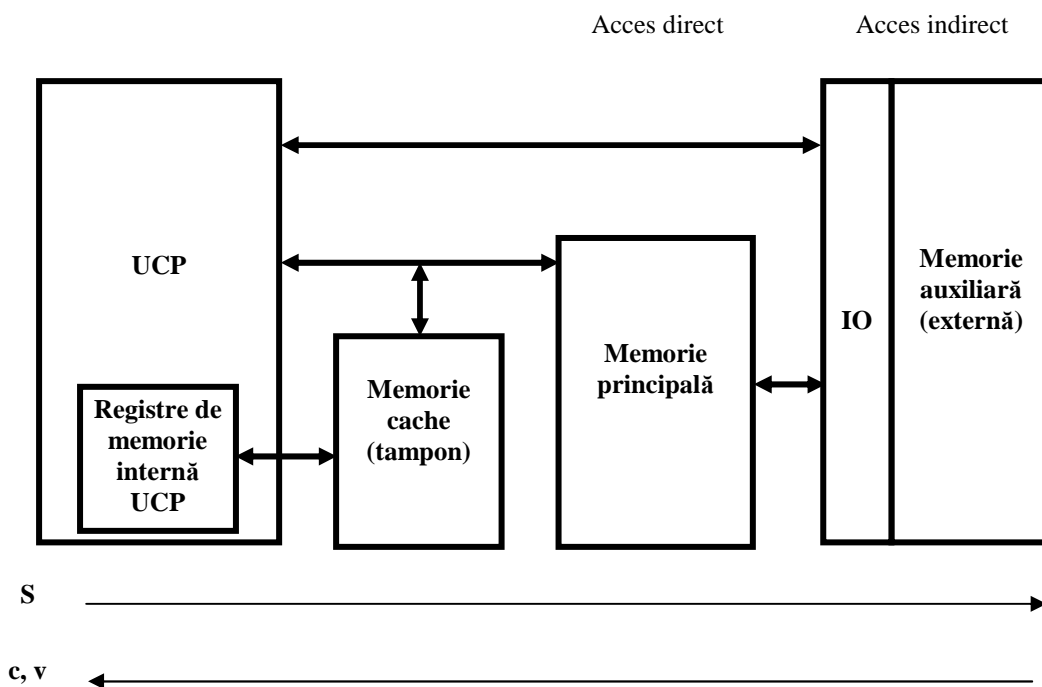 Acces direct
Acces indirect
UCP
Registre de
memorie
internă
UCP
Memorie
cache
(tampon)
Memorie
principală
IO
Memorie
auxiliară
(externă)
S
c, v